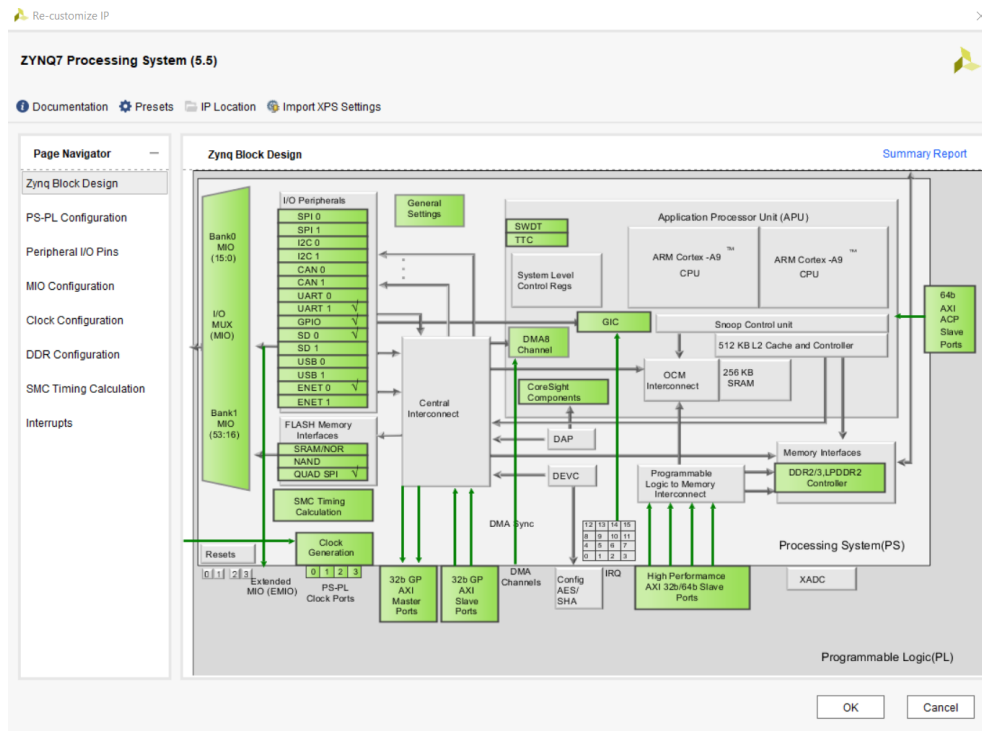 Re-customize IP
ZYNQ7 Processing System (5.5)
Documentation Presets IP Location Import XPS Settings
Page Navigator
Zynq Block Design
PS-PL Configuration
Peripheral I/O Pins
MIO Configuration
Clock Configuration
DDR Configuration
SMC Timing Calculation
Interrupts
Zynq Block Design
Summary Report
Bank0
MIO
(15:0)
I/O
MUX
(MIO)
Bank1
MIO
(53:16)
I/O Peripherals
SPI 0
SPI 1
I2C 0
I2C 1
CAN 0
CAN 1
UART 0
UART 1 √
GPIO √
SD 0 √
SD 1
USB 0
USB 1
ENET 0 √
ENET 1
FLASH Memory
Interfaces
SRAM/NOR
NAND
QUAD SPI √
SMC Timing
Calculation
General
Settings
Application Processor Unit (APU)
SWDT
TTC
System Level
Control Regs
ARM Cortex -A9 ™
CPU
ARM Cortex -A9 ™
CPU
GIC
Snoop Control unit
DMA8
Channel
512 KB L2 Cache and Controller
OCM
Interconnect
256 KB
SRAM
CoreSight
Components
Central
Interconnect
DAP
DEVC
Programmable
Logic to Memory
Interconnect
Memory Interfaces
DDR2/3,LPDDR2
Controller
64b
AXI
ACP
Slave
Ports
DMA Sync
12 13 14 15
8 9 10 11
4 5 6 7
0 1 2 3
Processing System(PS)
Resets
0 1 2 3
Clock
Generation
0 1 2 3
Extended
MIO (EMIO)
PS-PL
Clock Ports
32b GP
AXI
Master
Ports
32b GP
AXI
Slave
Ports
DMA
Channels
Config
AES/
SHA
IRQ
High Performamce
AXI 32b/64b Slave
Ports
XADC
Programmable Logic(PL)
OK Cancel